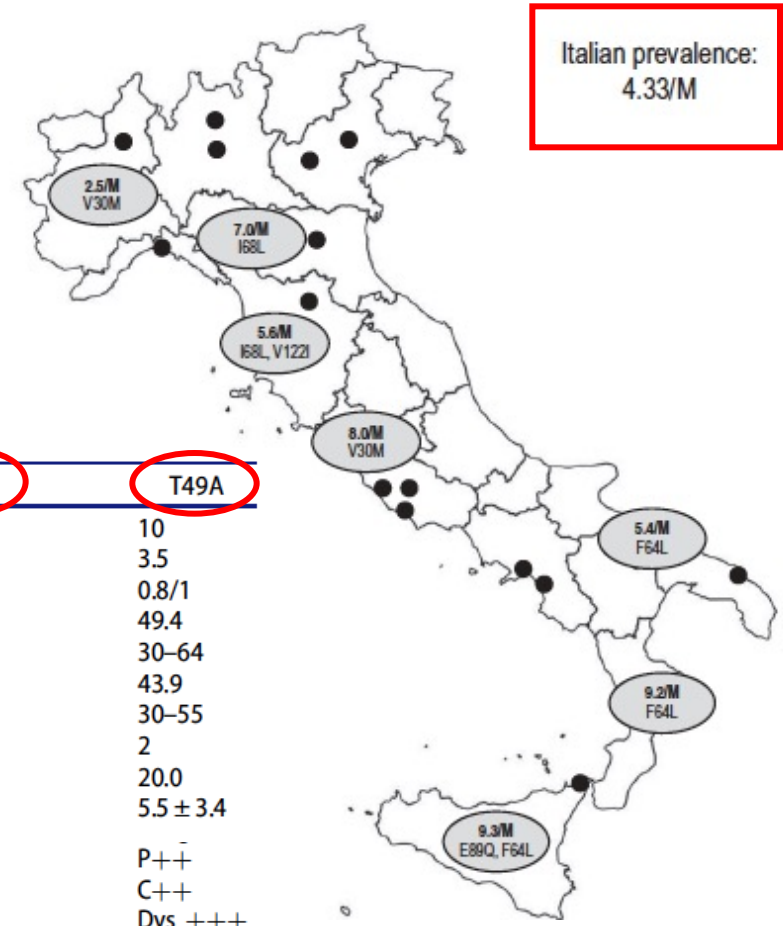 Italian prevalence:
4.33/M
2.5/M
V30M
7.0/M
I68L
5.6/M
I68L, V122I
8.0/M
V30M
5.4/M
F64L
9.2/M
F64L
9.3/M
E89Q, F64L
T49A
10
3.5
0.8/1
49.4
30–64
43.9
30–55
2
20.0
5.5 ± 3.4
P++
C++
Dys +++